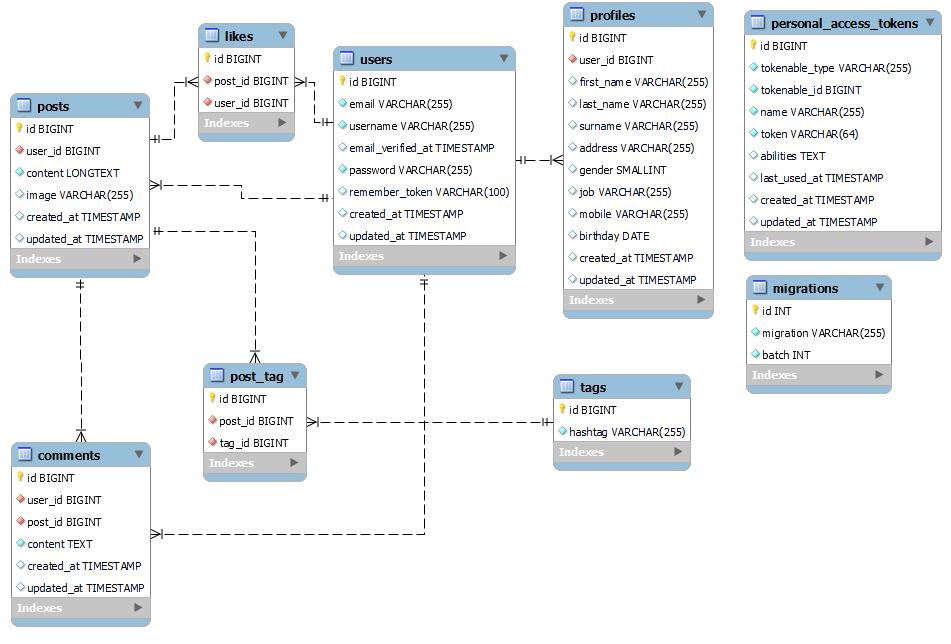 likes
id BIGINT
post_id BIGINT
user_id BIGINT
Indexes
users
id BIGINT
email VARCHAR(255)
username VARCHAR(255)
email_verified_at TIMESTAMP
password VARCHAR(255)
remember_token VARCHAR(100)
created_at TIMESTAMP
updated_at TIMESTAMP
Indexes
profiles
id BIGINT
user_id BIGINT
first_name VARCHAR(255)
last_name VARCHAR(255)
surname VARCHAR(255)
address VARCHAR(255)
gender SMALLINT
job VARCHAR(255)
mobile VARCHAR(255)
birthday DATE
created_at TIMESTAMP
updated_at TIMESTAMP
Indexes
personal_access_tokens
id BIGINT
tokenable_type VARCHAR(255)
tokenable_id BIGINT
name VARCHAR(255)
token VARCHAR(64)
abilities TEXT
last_used_at TIMESTAMP
created_at TIMESTAMP
updated_at TIMESTAMP
Indexes
posts
id BIGINT
user_id BIGINT
content LONGTEXT
image VARCHAR(255)
created_at TIMESTAMP
updated_at TIMESTAMP
Indexes
migrations
id INT
migration VARCHAR(255)
batch INT
Indexes
post_tag
id BIGINT
post_id BIGINT
tag_id BIGINT
Indexes
tags
id BIGINT
hashtag VARCHAR(255)
Indexes
comments
id BIGINT
user_id BIGINT
post_id BIGINT
content TEXT
created_at TIMESTAMP
updated_at TIMESTAMP
Indexes